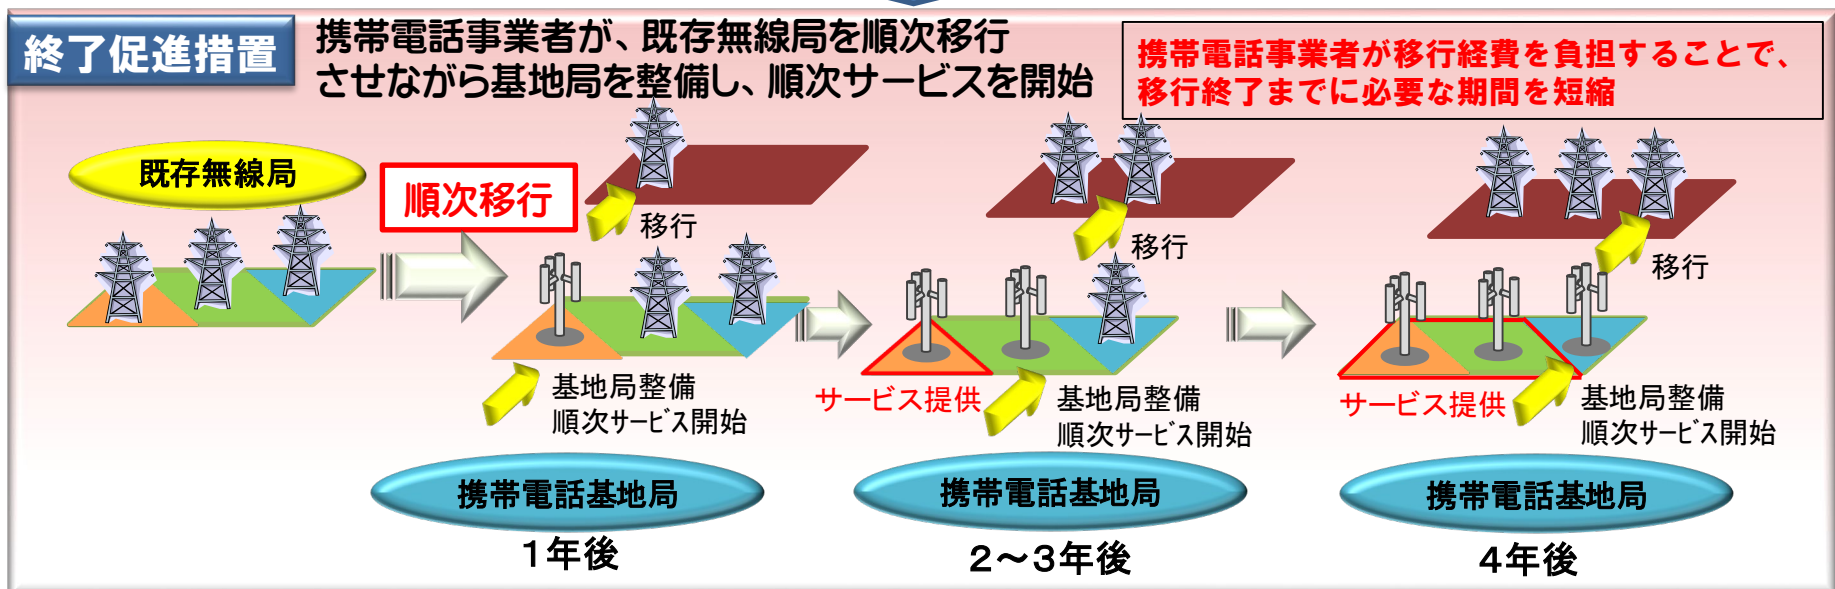 終了促進措置
携帯電話事業者が、既存無線局を順次移行
させながら基地局を整備し、順次サービスを開始
携帯電話事業者が移行経費を負担することで、
移行終了までに必要な期間を短縮
既存無線局
順次移行
移行
基地局整備
順次サービス開始
携帯電話基地局
1年後
移行
サービス提供
基地局整備
順次サービス開始
携帯電話基地局
2～3年後
移行
サービス提供
基地局整備
順次サービス開始
携帯電話基地局
4年後